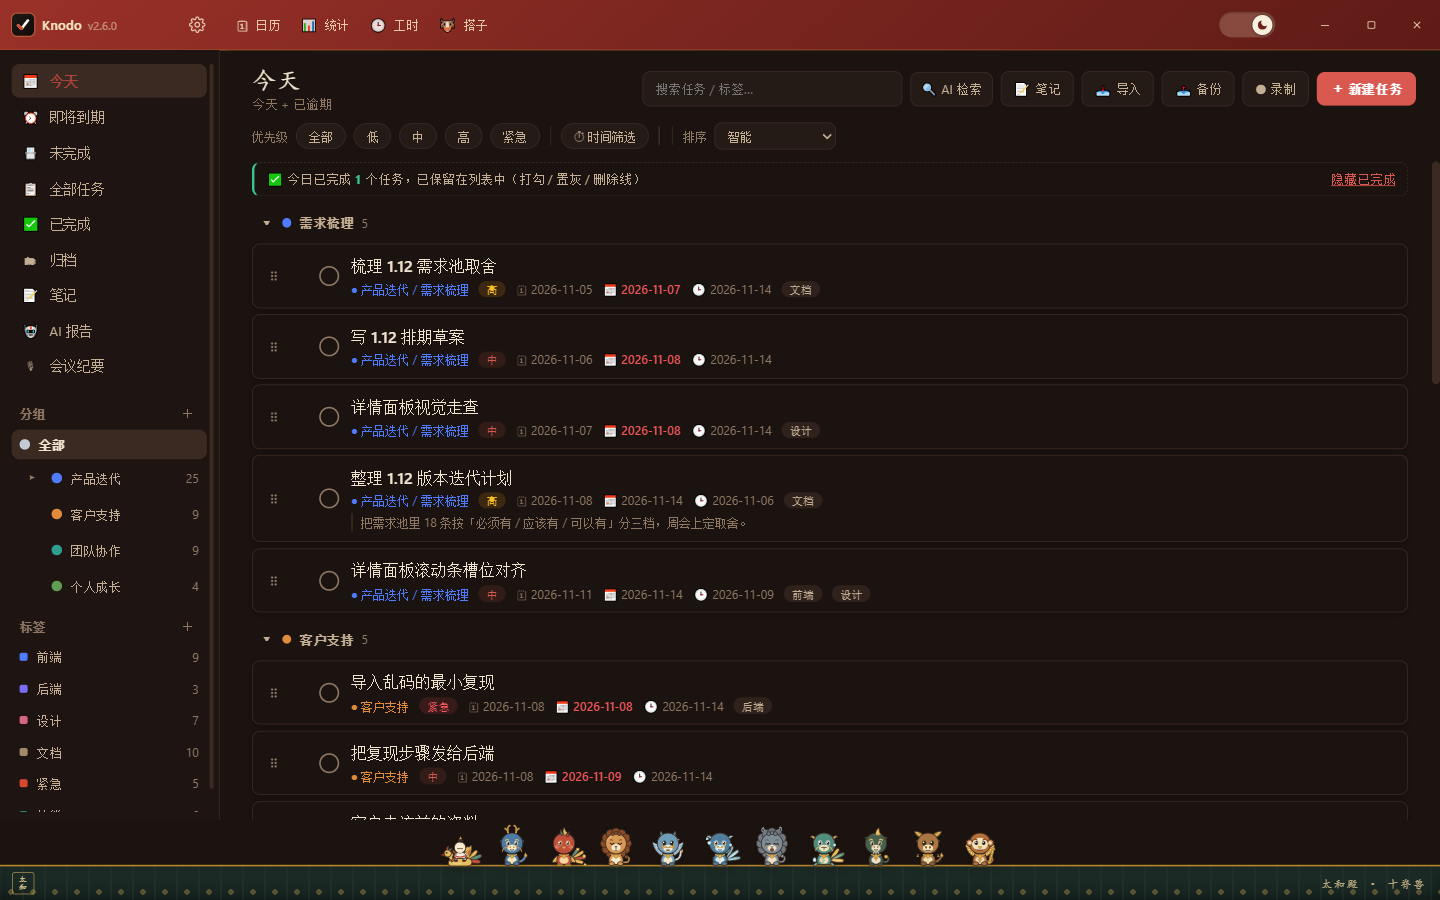 Knodo v2.6.0
日历
统计
工时
搭子
今天
即将到期
未完成
全部任务
已完成
归档
笔记
AI 报告
会议纪要
分组 +
全部
产品迭代 25
客户支持 9
团队协作 9
个人成长 4
标签 +
前端 9
后端 3
设计 7
文档 10
紧急 5
今天
今天 + 已逾期
搜索任务 / 标签...
AI 检索
笔记
导入
备份
录制
+ 新建任务
优先级 全部 低 中 高 紧急 时间筛选 排序 智能
今日已完成 1 个任务，已保留在列表中（打勾 / 置灰 / 删除线）
隐藏已完成
需求梳理 5
梳理 1.12 需求池取舍
产品迭代 / 需求梳理 高 2026-11-05 2026-11-07 2026-11-14 文档
写 1.12 排期草案
产品迭代 / 需求梳理 中 2026-11-06 2026-11-08 2026-11-14
详情面板视觉走查
产品迭代 / 需求梳理 中 2026-11-07 2026-11-08 2026-11-14 设计
整理 1.12 版本迭代计划
产品迭代 / 需求梳理 高 2026-11-08 2026-11-14 2026-11-06 文档
把需求池里 18 条按「必须有 / 应该有 / 可以有」分三档，周会上定取舍。
详情面板滚动条槽位对齐
产品迭代 / 需求梳理 中 2026-11-11 2026-11-14 2026-11-09 前端 设计
客户支持 5
导入乱码的最小复现
客户支持 紧急 2026-11-08 2026-11-08 2026-11-14 后端
把复现步骤发给后端
客户支持 中 2026-11-08 2026-11-09 2026-11-14
太和
太和殿 · 十脊兽